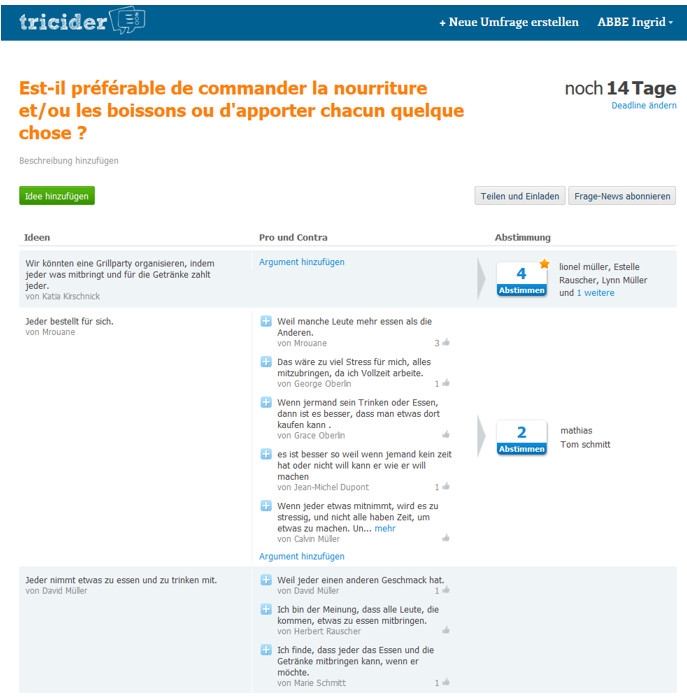 tricider
+ Neue Umfrage erstellen
ABBE Ingrid
Est-il préférable de commander la nourriture
et/ou les boissons ou d'apporter chacun quelque
chose ?
noch 14 Tage
Deadline ändern
Beschreibung hinzufügen
Idee hinzufügen
Teilen und Einladen
Frage-News abonnieren
Ideen
Pro und Contra
Abstimmung
Wir könnten eine Grillparty organisieren, indem
jeder was mitbringt und für die Getränke zahlt
jeder.
von Katia Kirschnick
Argument hinzufügen
4
Abstimmen
lionel müller, Estelle
Rauscher, Lynn Müller
und 1 weitere
Jeder bestellt für sich.
von Mrouane
Weil manche Leute mehr essen als die
Anderen.
von Mrouane
3
Das wäre zu viel Stress für mich, alles
mitzubringen, da ich Vollzeit arbeite.
von George Oberlin
1
Wenn jermand sein Trinken oder Essen,
dann ist es besser, dass man etwas dort
kaufen kann .
von Grace Oberlin
es ist besser so weil wenn jemand kein zeit
hat oder nicht will kann er wie er will
machen
von Jean-Michel Dupont
1
Wenn jeder etwas mitnimmt, wird es zu
stressig, und nicht alle haben Zeit, um
etwas zu machen. Un... mehr
von Calvin Müller
Argument hinzufügen
2
Abstimmen
mathias
Tom schmitt
Jeder nimmt etwas zu essen und zu trinken mit.
von David Müller
Weil jeder einen anderen Geschmack hat.
von David Müller
1
Ich bin der Meinung, dass alle Leute, die
kommen, etwas zu essen mitbringen.
von Herbert Rauscher
Ich finde, dass jeder das Essen und die
Getränke mitbringen kann, wenn er
möchte.
von Marie Schmitt
1